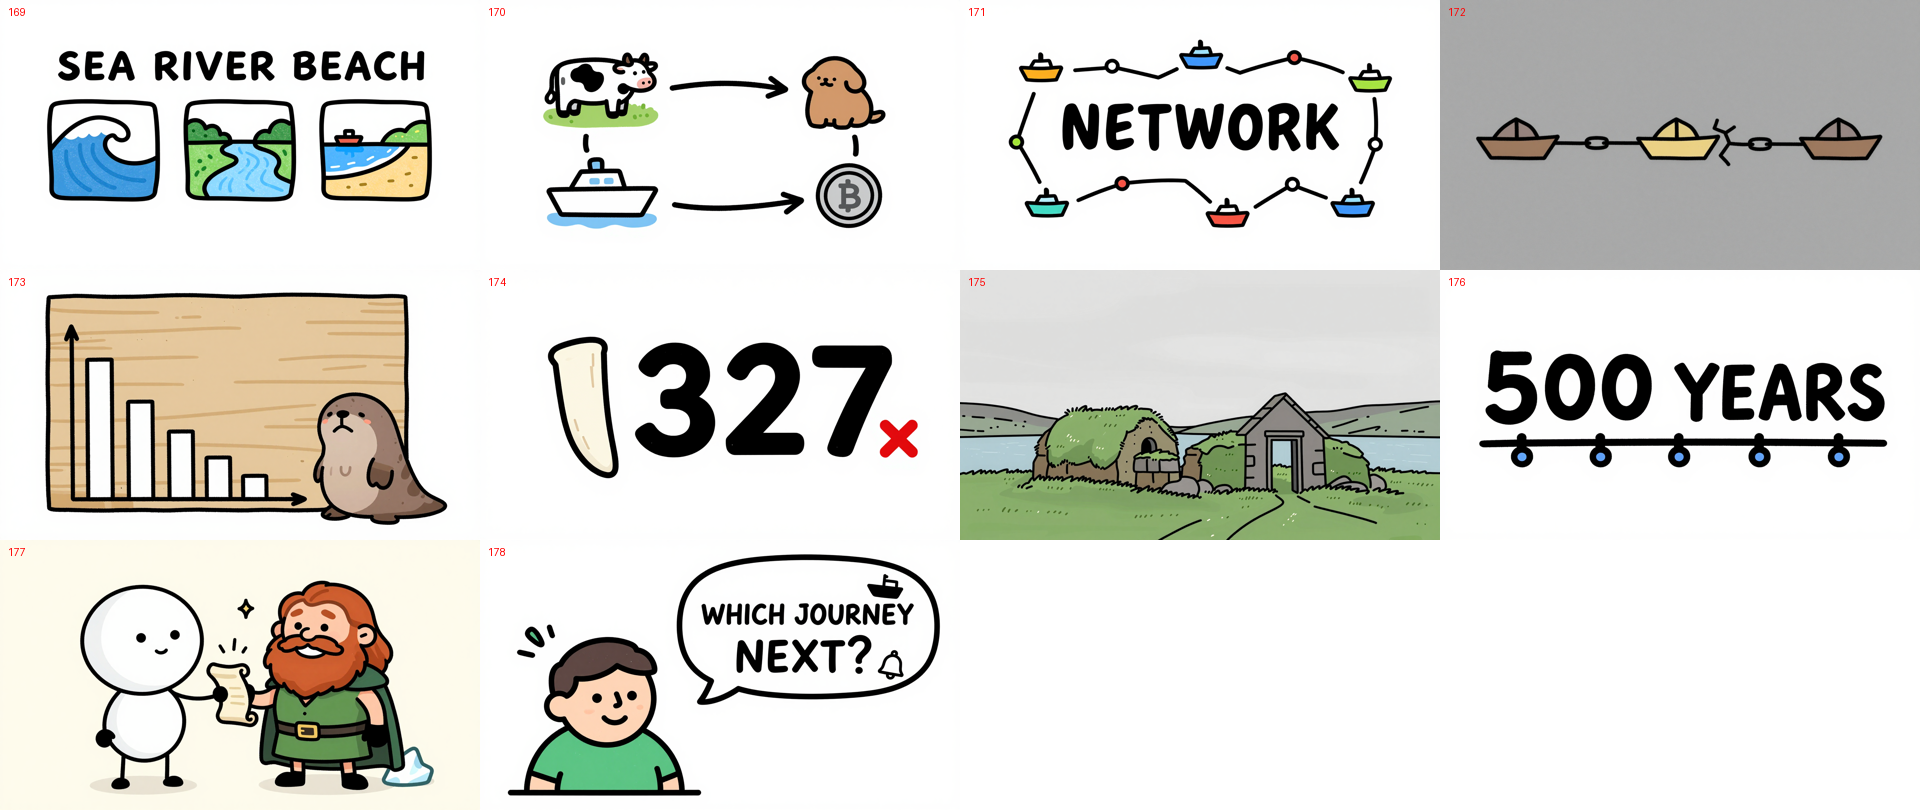 169
SEA RIVER BEACH
170
171
NETWORK
172
173
174
327
175
176
500 YEARS
177
178
WHICH JOURNEY
NEXT?